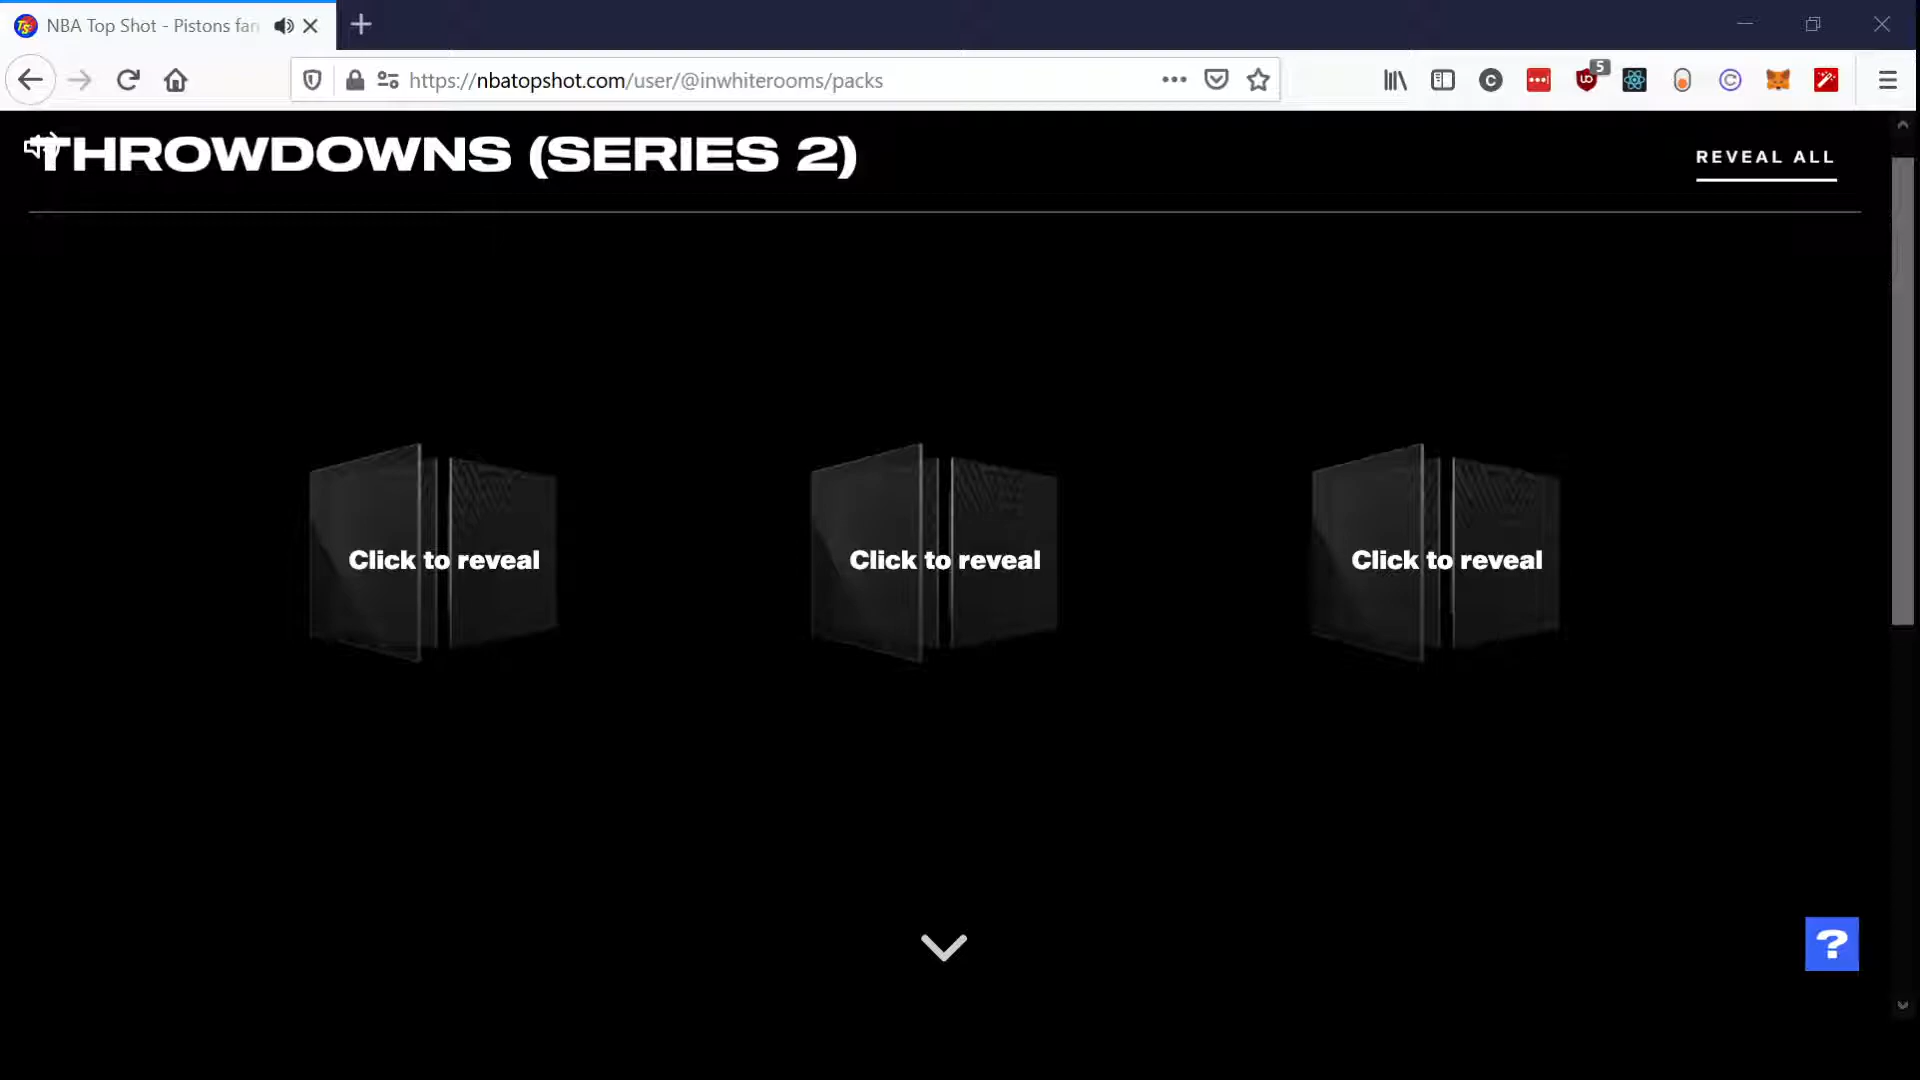 NBA Top Shot - Pistons fan
https://nbatopshot.com/user/@inwhiterooms/packs
5
THROWDOWNS (SERIES 2)
REVEAL ALL
Click to reveal
Click to reveal
Click to reveal
?